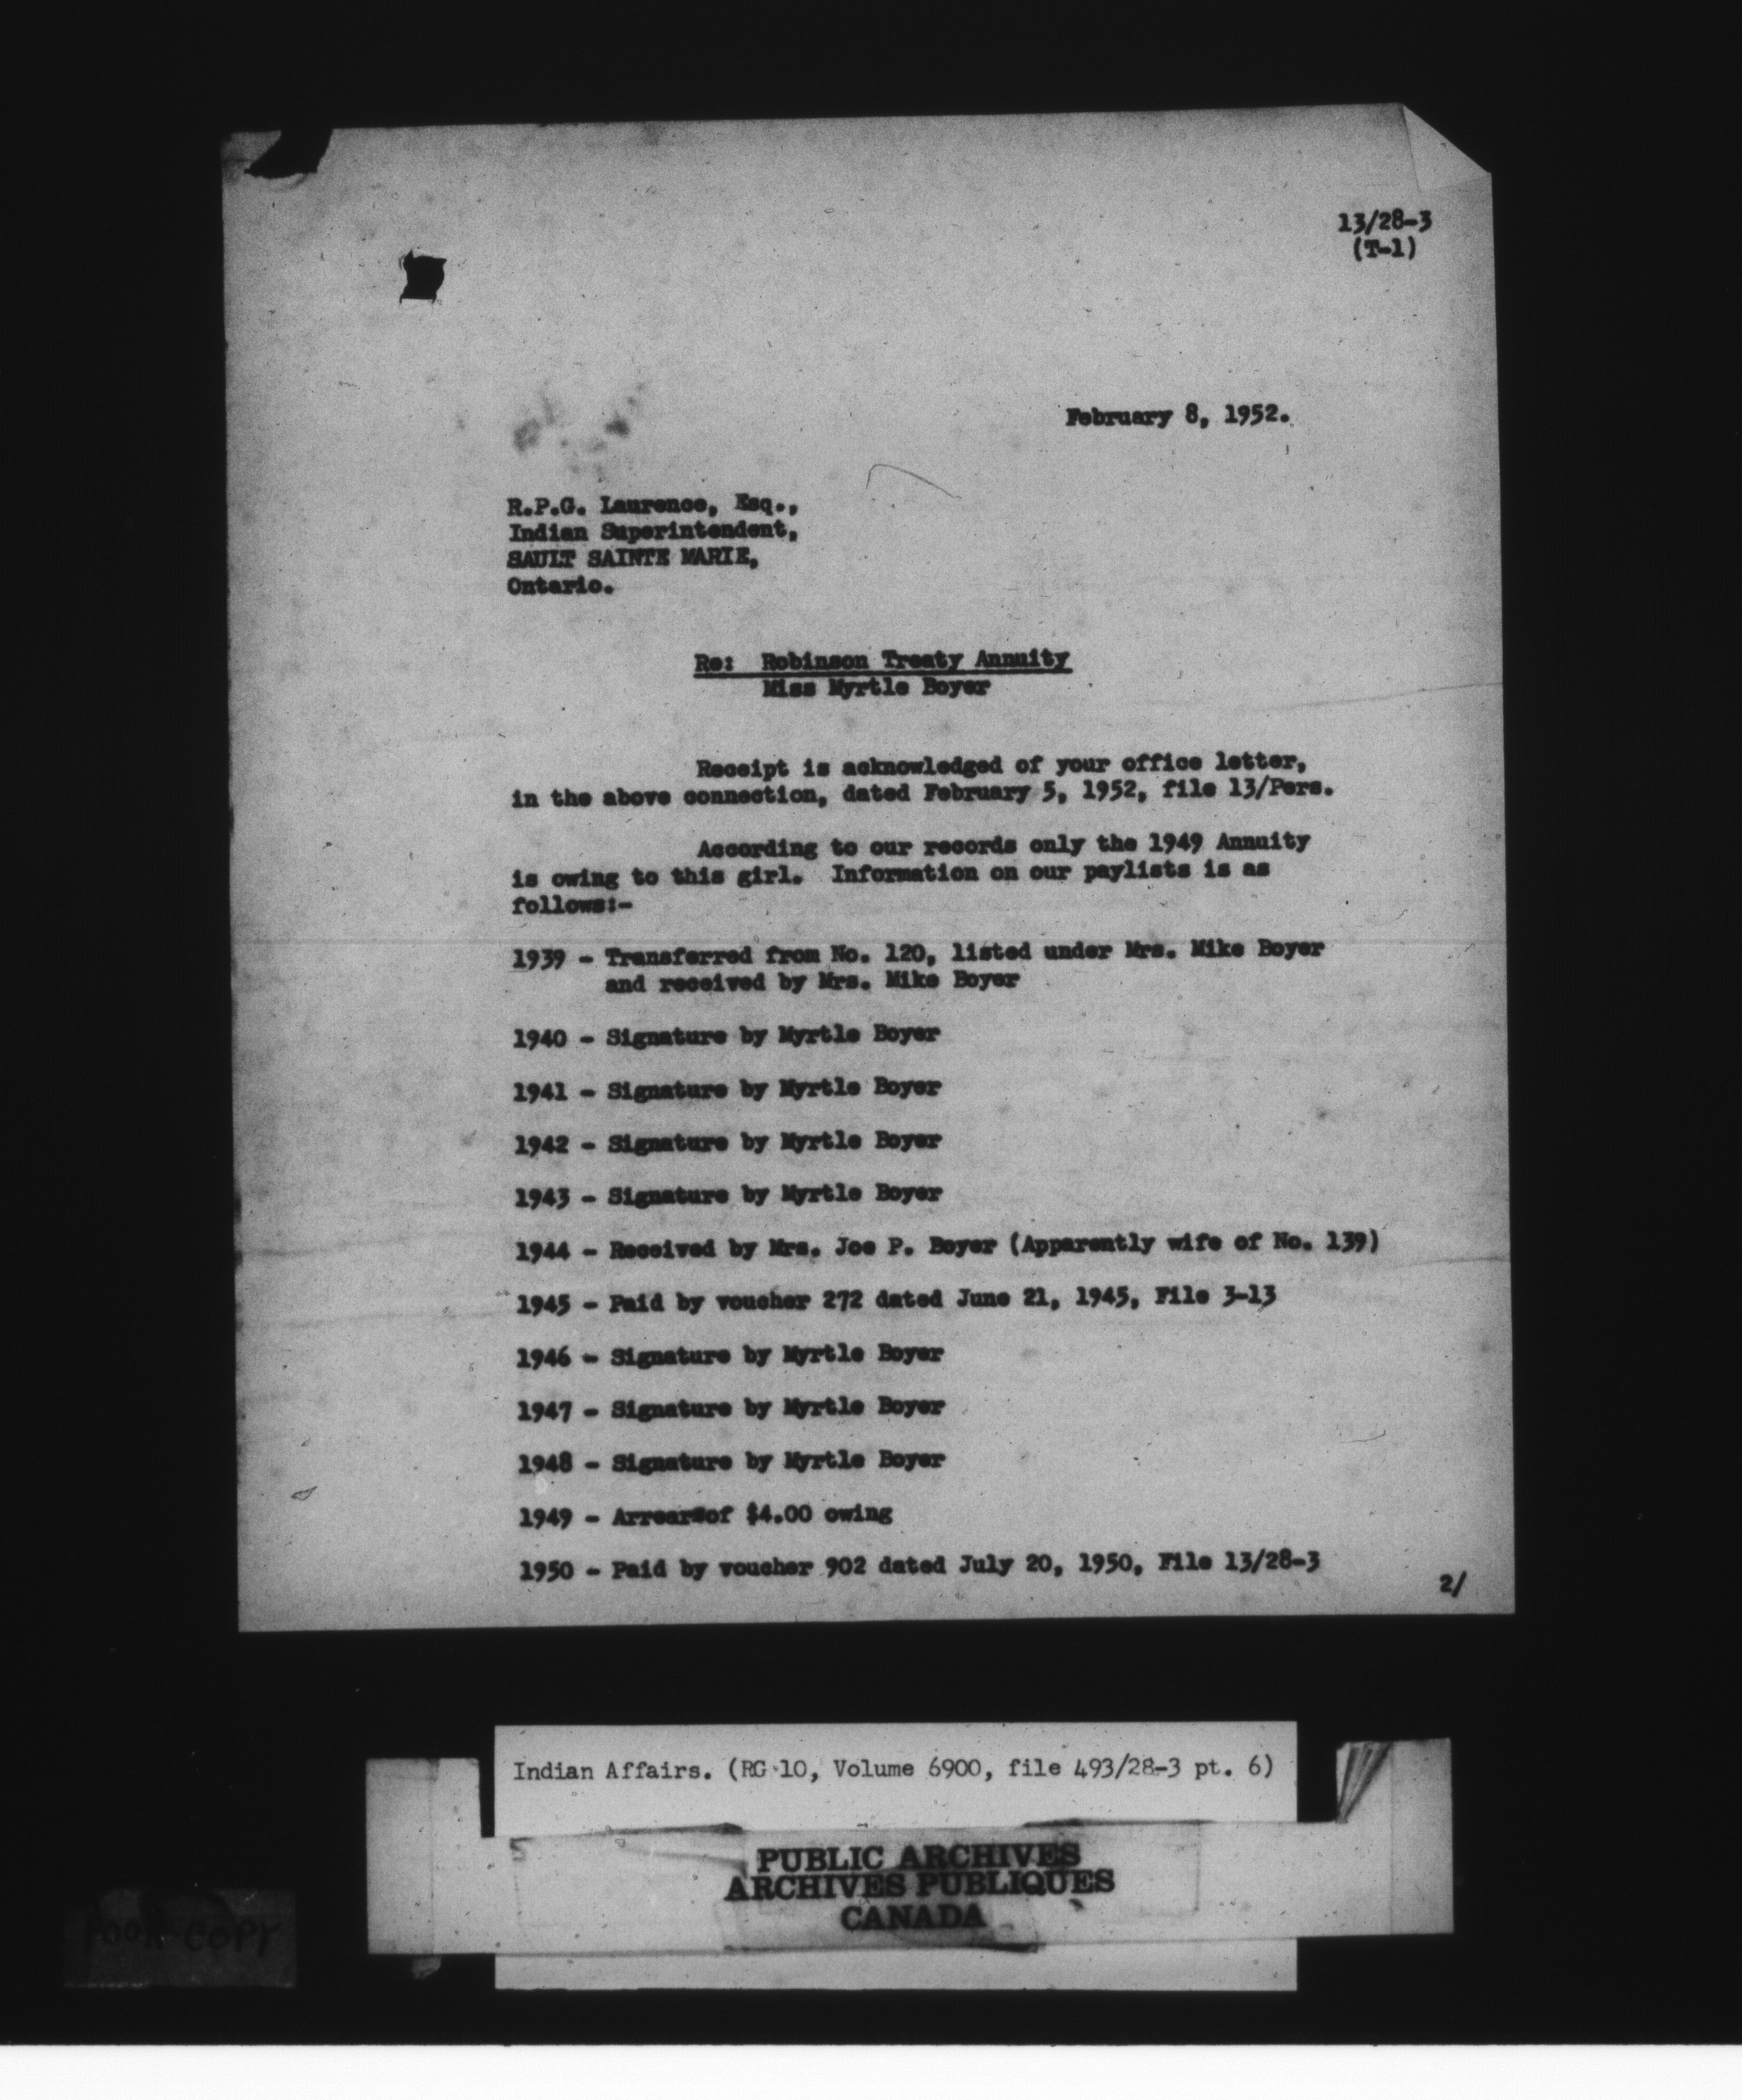 13/28-3
(T-1)
February 8, 1952.
R.P.G. Laurence, Esq.,
Indian Superintendent,
SAULT SAINTE MARIE,
Ontario.
Re: Robinson Treaty Annuity
Miss Myrtle Boyer
Receipt is acknowledged of your office letter,
in the above connection, dated February 5, 1952, file 13/Pers.
According to our records only the 1949 Annuity
is owing to this girl. Information on our paylists is as
follows:-
1939 - Transferred from No. 120, listed under Mrs. Mike Boyer
and received by Mrs. Mike Boyer
1940 - Signature by Myrtle Boyer
1941 - Signature by Myrtle Boyer
1942 - Signature by Myrtle Boyer
1943 - Signature by Myrtle Boyer
1944 - Received by Mrs. Joe P. Boyer (Apparently wife of No. 139)
1945 - Paid by voucher 272 dated June 21, 1945, File 3-13
1946 - Signature by Myrtle Boyer
1947 - Signature by Myrtle Boyer
1948 - Signature by Myrtle Boyer
1949 - Arrears of $4.00 owing
1950 - Paid by voucher 902 dated July 20, 1950, File 13/28-3
2/
Indian Affairs. (RG 10, Volume 6900, file 493/28-3 pt. 6)
PUBLIC ARCHIVES
ARCHIVES PUBLIQUES
CANADA
POOR COPY